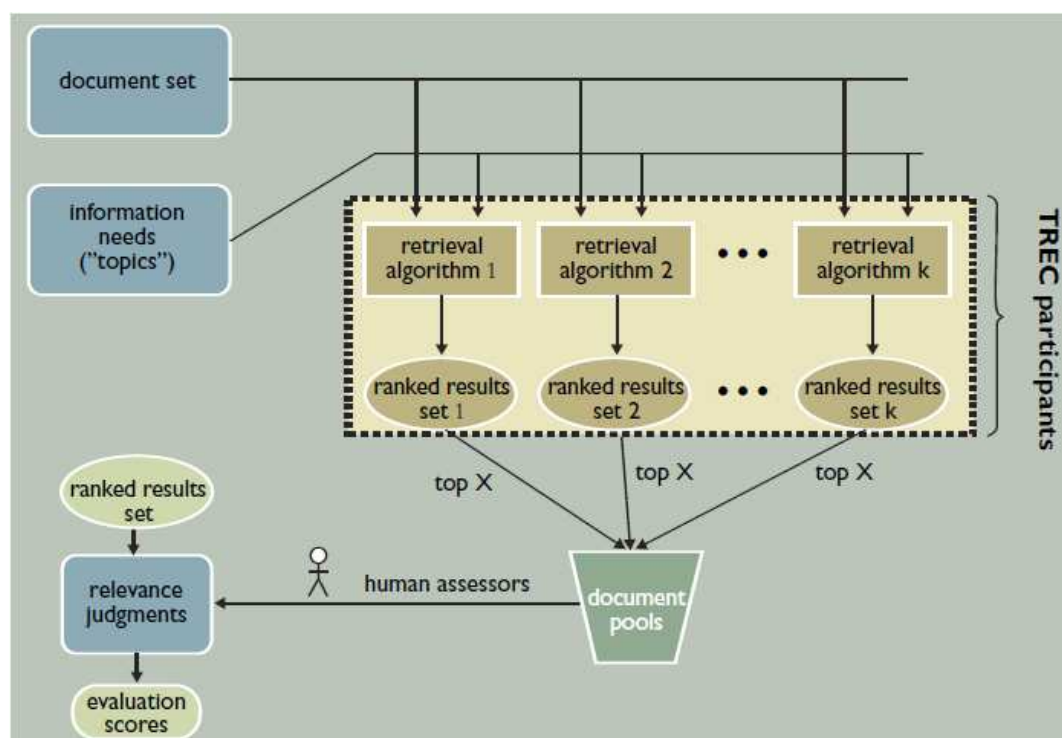 document set
information
needs
("topics")
retrieval
algorithm 1
retrieval
algorithm 2
•••
retrieval
algorithm k
ranked results
set 1
ranked results
set 2
•••
ranked results
set k
TREC participants
top X
top X
top X
ranked results
set
relevance
judgments
human assessors
document
pools
evaluation
scores